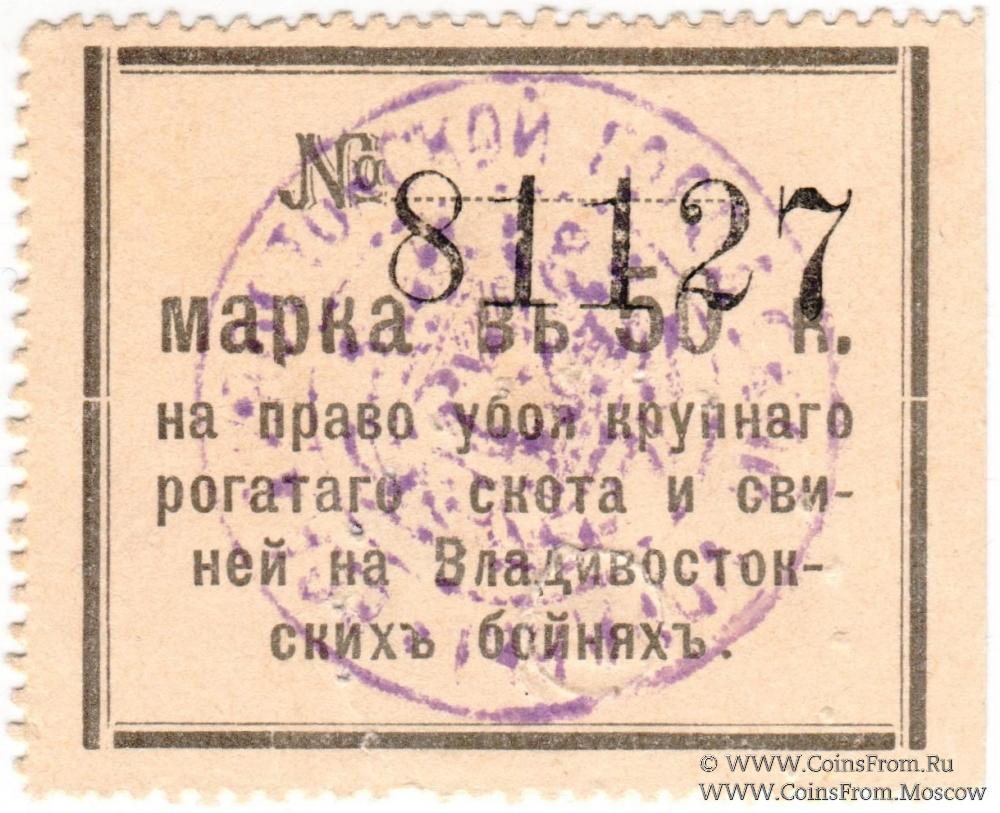 № 81127
марка въ 50 к.
на право убоя крупнаго
рогатаго скота и сви-
ней на Владивосток-
скихъ бойняхъ.
© WWW.CoinsFrom.Ru
WWW.CoinsFrom.Moscow